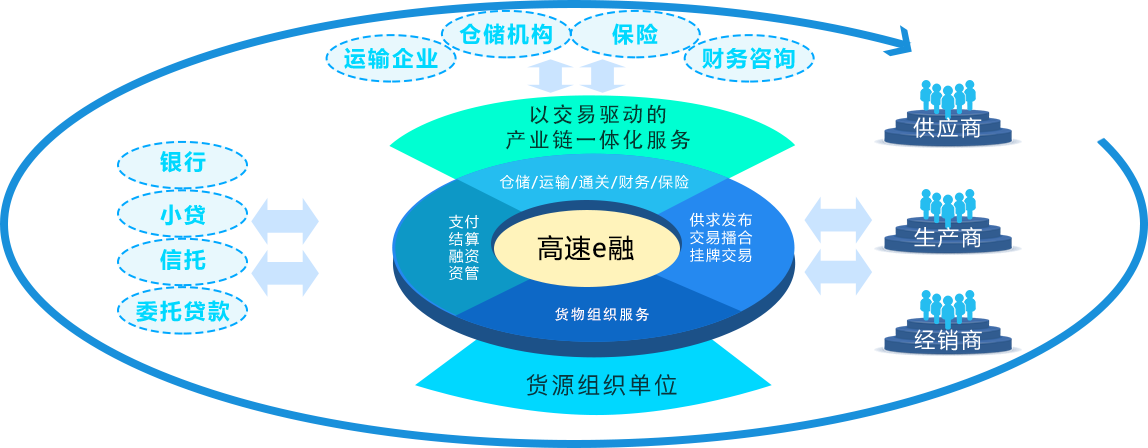 仓储机构
保险
运输企业
财务咨询
以交易驱动的
产业链一体化服务
供应商
银行
仓储/运输/通关/财务/保险
小贷
支付
结算
融资
资管
供求发布
交易播合
挂牌交易
高速e融
生产商
信托
委托贷款
货物组织服务
经销商
货源组织单位